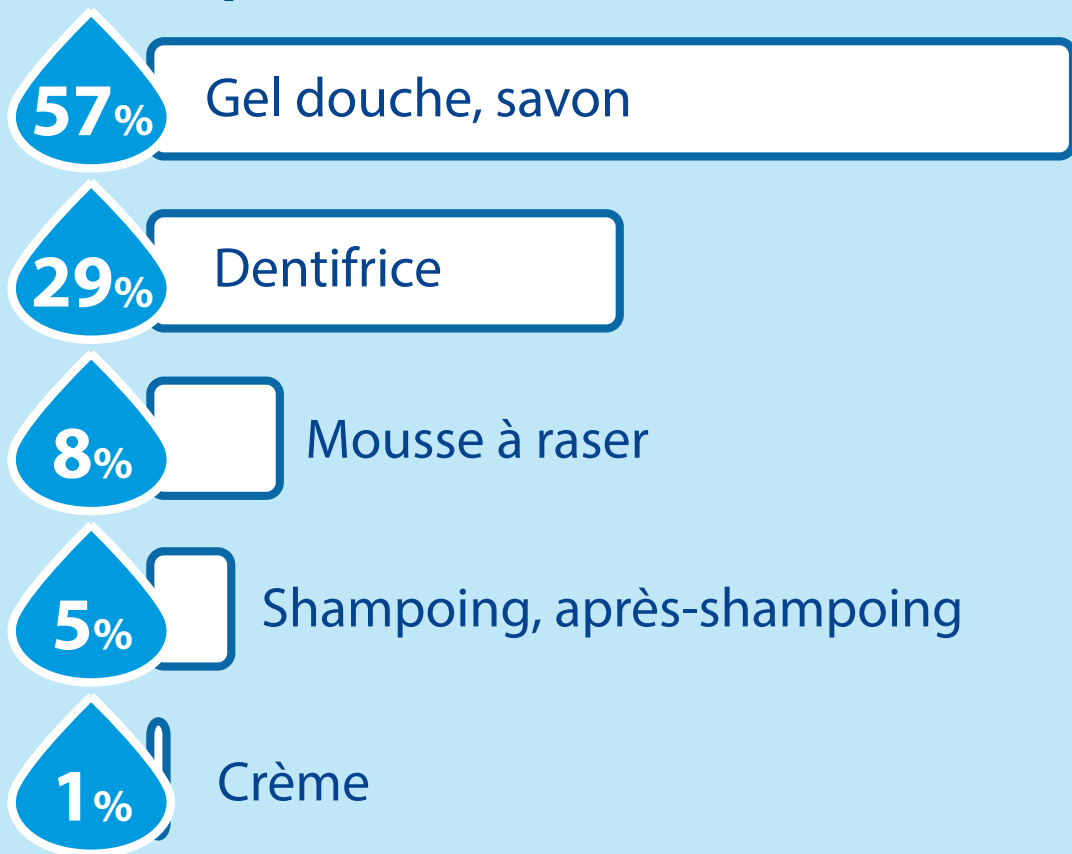 57% Gel douche, savon
29% Dentifrice
8% Mousse à raser
5% Shampoing, après-shampoing
1% Crème